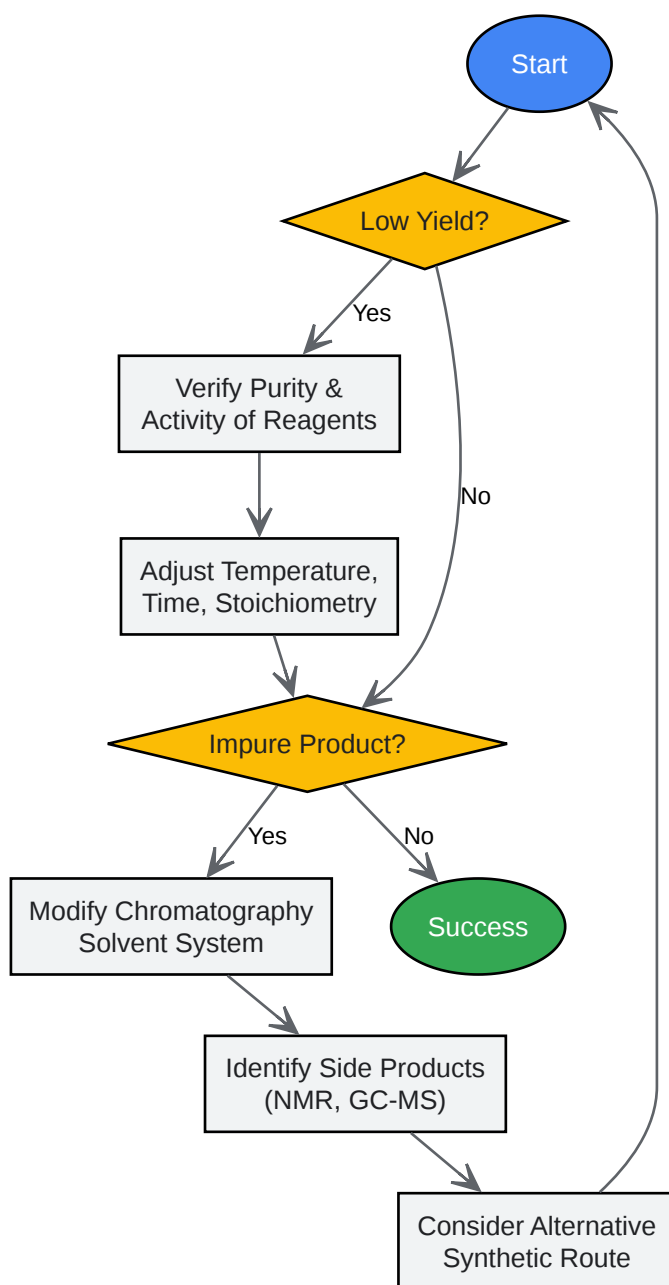 Start
Low Yield?
Yes
Verify Purity &
Activity of Reagents
No
Adjust Temperature,
Time, Stoichiometry
Impure Product?
Yes
No
Modify Chromatography
Solvent System
Success
Identify Side Products
(NMR, GC-MS)
Consider Alternative
Synthetic Route